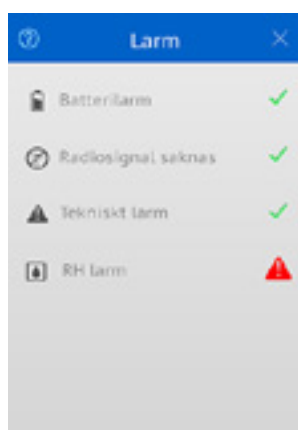 Larm
Batterilarm
Radiosignal saknas
Tekniskt larm
RH larm